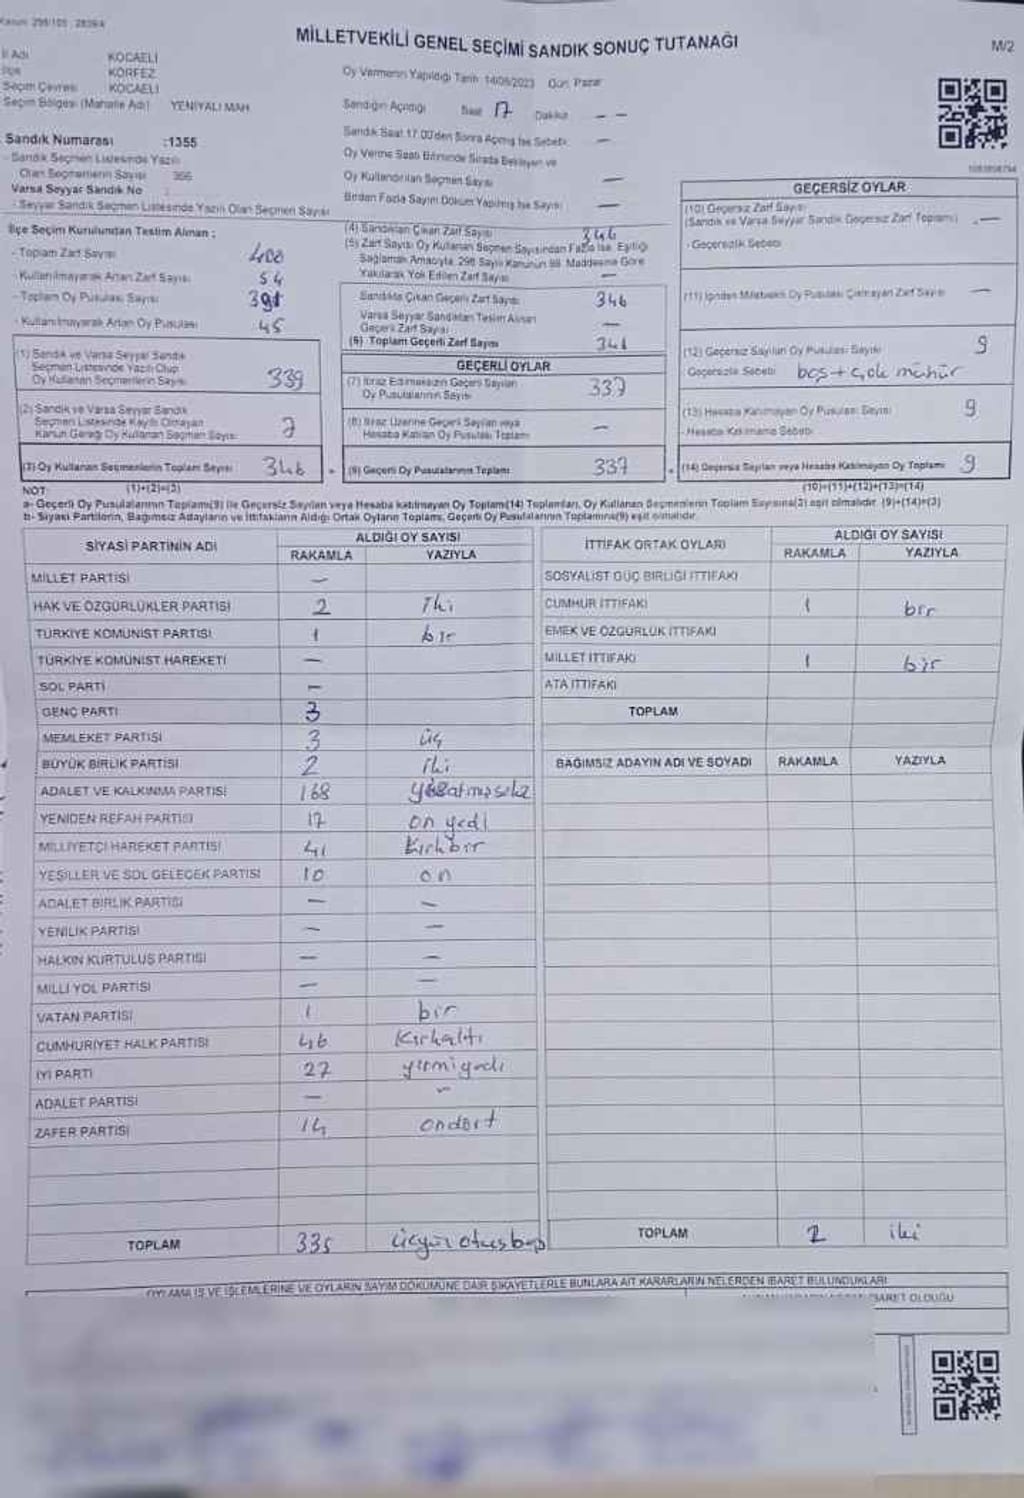 MİLLETVEKİLİ GENEL SEÇİMİ SANDIK SONUÇ TUTANAĞI
M/2
İl Adı KOCAELİ
KÖRFEZ
Seçim Çevresi KOCAELİ
Seçim Bölgesi (Mahalle Adı) YENİYALI MAH
Sandık Numarası :1355
- Sandık Seçmen Listesinde Yazılı
Olan Seçmenlerin Sayısı 366
Varsa Seyyar Sandık No
- Seyyar Sandık Seçmen Listesinde Yazılı Olan Seçmen Sayısı
Oy Vermenin Yapıldığı Tarih 14/05/2023 Gün: Pazar
Sandığın Açıldığı Saat 17 Dakika - -
Sandık Saat 17.00'den Sonra Açılmış İse Sebebi -
Oy Verme Saati Bitiminde Sırada Bekleyen ve
Oy Kullandırılan Seçmen Sayısı -
Birden Fazla Sayım Döküm Yapılmış İse Sayısı -
İlçe Seçim Kurulundan Teslim Alınan ;
- Toplam Zarf Sayısı 400
- Kullanılmayarak Artan Zarf Sayısı 54
- Toplam Oy Pusulası Sayısı 391
- Kullanılmayarak Artan Oy Pusulası 45
(1) Sandık ve Varsa Seyyar Sandık
Seçmen Listesinde Yazılı Olup
Oy Kullanan Seçmenlerin Sayısı 339
(2) Sandık ve Varsa Seyyar Sandık
Seçmen Listesinde Kayıtlı Olmayan
Kanun Gereği Oy Kullanan Seçmen Sayısı 7
(3) Oy Kullanan Seçmenlerin Toplam Sayısı 346
(1)+(2)=(3)
(4) Sandıktan Çıkan Zarf Sayısı 346
(5) Zarf Sayısı Oy Kullanan Seçmen Sayısından Fazla İse, Eşitliği
Sağlamak Amacıyla, 298 Sayılı Kanunun 98. Maddesine Göre
Yakılarak Yok Edilen Zarf Sayısı -
Sandıkta Çıkan Geçerli Zarf Sayısı 346
Varsa Seyyar Sandıktan Teslim Alınan
Geçerli Zarf Sayısı -
(6) Toplam Geçerli Zarf Sayısı
GEÇERLİ OYLAR
(7) İtiraz Edilmeksizin Geçerli Sayılan
Oy Pusulalarının Sayısı 337
(8) İtiraz Üzerine Geçerli Sayılan veya
Hesaba Katılan Oy Pusulası Toplamı -
(9) Geçerli Oy Pusulalarının Toplamı 337
GEÇERSİZ OYLAR
(10) Geçersiz Zarf Sayısı
(Sandık ve Varsa Seyyar Sandık Geçersiz Zarf Toplamı) -
- Geçersizlik Sebebi
(11) İçinden Milletvekili Oy Pusulası Çıkmayan Zarf Sayısı -
(12) Geçersiz Sayılan Oy Pusulası Sayısı 9
Geçersizlik Sebebi boş + çok mühür
(13) Hesaba Katılmayan Oy Pusulası Sayısı 9
- Hesaba Katılmama Sebebi
(14) Geçersiz Sayılan veya Hesaba Katılmayan Oy Toplamı 9
(10)+(11)+(12)+(13)=(14)
NOT:
a- Geçerli Oy Pusulalarının Toplamı(9) ile Geçersiz Sayılan veya Hesaba katılmayan Oy Toplamı(14) Toplamları, Oy Kullanan Seçmenlerin Toplam Sayısına(3) eşit olmalıdır. (9)+(14)=(3)
b- Siyasi Partilerin, Bağımsız Adayların ve İttifakların Aldığı Ortak Oyların Toplamı, Geçerli Oy Pusulalarının Toplamına(9) eşit olmalıdır.
SİYASİ PARTİNİN ADI ALDIĞI OY SAYISI
RAKAMLA YAZIYLA
MİLLET PARTİSİ -
HAK VE ÖZGÜRLÜKLER PARTİSİ 2 iki
TÜRKİYE KOMÜNİST PARTİSİ 1 bir
TÜRKİYE KOMÜNİST HAREKETİ -
SOL PARTİ -
GENÇ PARTİ 3
MEMLEKET PARTİSİ 3 üç
BÜYÜK BİRLİK PARTİSİ 2 iki
ADALET VE KALKINMA PARTİSİ 168
YENİDEN REFAH PARTİSİ 17 on yedi
MİLLİYETÇİ HAREKET PARTİSİ 41 Kırkbir
YEŞİLLER VE SOL GELECEK PARTİSİ 10 on
ADALET BİRLİK PARTİSİ - -
YENİLİK PARTİSİ - -
HALKIN KURTULUŞ PARTİSİ - -
MİLLİ YOL PARTİSİ - -
VATAN PARTİSİ 1 bir
CUMHURİYET HALK PARTİSİ 46 Kırkaltı
İYİ PARTİ 27 yirmiyedi
ADALET PARTİSİ - -
ZAFER PARTİSİ 14 ondört
TOPLAM 335 üçyüz otuz beş
İTTİFAK ORTAK OYLARI ALDIĞI OY SAYISI
RAKAMLA YAZIYLA
SOSYALİST GÜÇ BİRLİĞİ İTTİFAKI
CUMHUR İTTİFAKI 1 bir
EMEK VE ÖZGÜRLÜK İTTİFAKI
MİLLET İTTİFAKI 1 bir
ATA İTTİFAKI
TOPLAM
BAĞIMSIZ ADAYIN ADI VE SOYADI RAKAMLA YAZIYLA
TOPLAM 2 iki
OYLAMA İŞ VE İŞLEMLERİNE VE OYLARIN SAYIM DÖKÜMÜNE DAİR ŞİKAYETLERLE BUNLARA AİT KARARLARIN NELERDEN İBARET BULUNDUKLARI
İBARET OLDUĞU